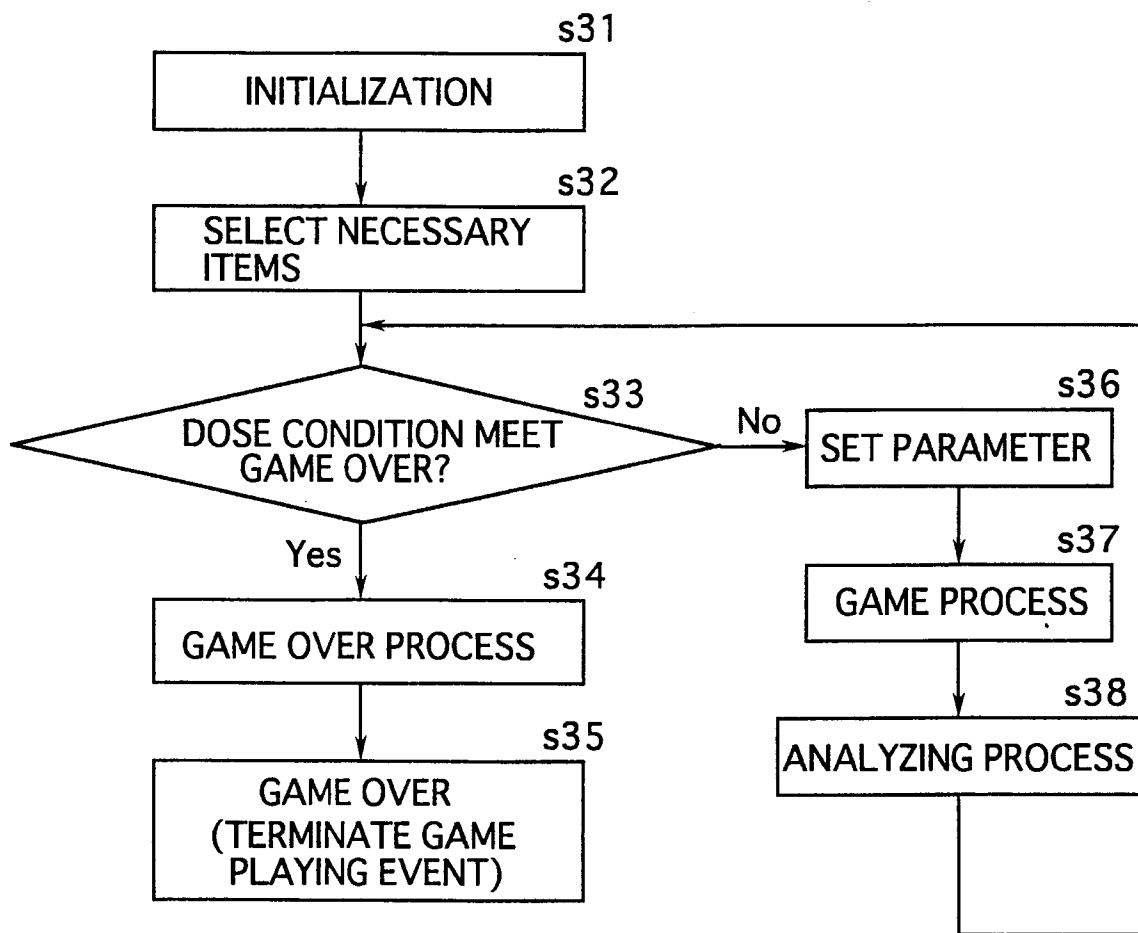 s31
INITIALIZATION
s32
SELECT NECESSARY
ITEMS
s33
DOSE CONDITION MEET
GAME OVER?
No
Yes
s34
GAME OVER PROCESS
s35
GAME OVER
(TERMINATE GAME
PLAYING EVENT)
s36
SET PARAMETER
s37
GAME PROCESS
s38
ANALYZING PROCESS